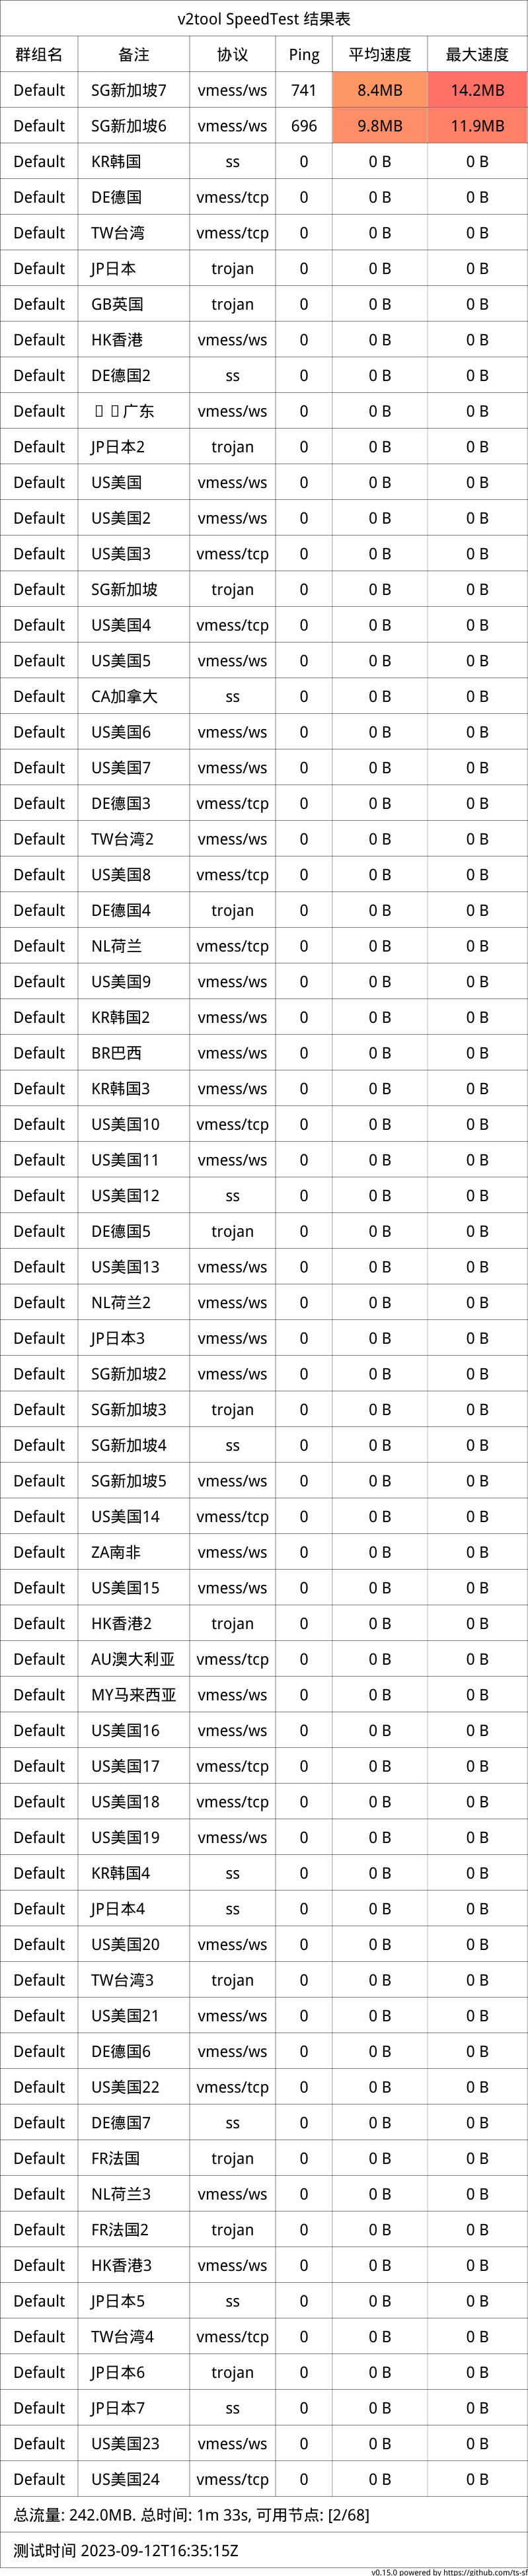 v2tool SpeedTest 结果表
群组名 备注 协议 Ping 平均速度 最大速度
Default SG新加坡7 vmess/ws 741 8.4MB 14.2MB
Default SG新加坡6 vmess/ws 696 9.8MB 11.9MB
Default KR韩国 ss 0 0 B 0 B
Default DE德国 vmess/tcp 0 0 B 0 B
Default TW台湾 vmess/tcp 0 0 B 0 B
Default JP日本 trojan 0 0 B 0 B
Default GB英国 trojan 0 0 B 0 B
Default HK香港 vmess/ws 0 0 B 0 B
Default DE德国2 ss 0 0 B 0 B
Default 广东 vmess/ws 0 0 B 0 B
Default JP日本2 trojan 0 0 B 0 B
Default US美国 vmess/ws 0 0 B 0 B
Default US美国2 vmess/ws 0 0 B 0 B
Default US美国3 vmess/tcp 0 0 B 0 B
Default SG新加坡 trojan 0 0 B 0 B
Default US美国4 vmess/tcp 0 0 B 0 B
Default US美国5 vmess/ws 0 0 B 0 B
Default CA加拿大 ss 0 0 B 0 B
Default US美国6 vmess/ws 0 0 B 0 B
Default US美国7 vmess/ws 0 0 B 0 B
Default DE德国3 vmess/tcp 0 0 B 0 B
Default TW台湾2 vmess/ws 0 0 B 0 B
Default US美国8 vmess/tcp 0 0 B 0 B
Default DE德国4 trojan 0 0 B 0 B
Default NL荷兰 vmess/tcp 0 0 B 0 B
Default US美国9 vmess/ws 0 0 B 0 B
Default KR韩国2 vmess/ws 0 0 B 0 B
Default BR巴西 vmess/ws 0 0 B 0 B
Default KR韩国3 vmess/ws 0 0 B 0 B
Default US美国10 vmess/tcp 0 0 B 0 B
Default US美国11 vmess/ws 0 0 B 0 B
Default US美国12 ss 0 0 B 0 B
Default DE德国5 trojan 0 0 B 0 B
Default US美国13 vmess/ws 0 0 B 0 B
Default NL荷兰2 vmess/ws 0 0 B 0 B
Default JP日本3 vmess/ws 0 0 B 0 B
Default SG新加坡2 vmess/ws 0 0 B 0 B
Default SG新加坡3 trojan 0 0 B 0 B
Default SG新加坡4 ss 0 0 B 0 B
Default SG新加坡5 vmess/ws 0 0 B 0 B
Default US美国14 vmess/tcp 0 0 B 0 B
Default ZA南非 vmess/ws 0 0 B 0 B
Default US美国15 vmess/ws 0 0 B 0 B
Default HK香港2 trojan 0 0 B 0 B
Default AU澳大利亚 vmess/tcp 0 0 B 0 B
Default MY马来西亚 vmess/ws 0 0 B 0 B
Default US美国16 vmess/ws 0 0 B 0 B
Default US美国17 vmess/tcp 0 0 B 0 B
Default US美国18 vmess/tcp 0 0 B 0 B
Default US美国19 vmess/ws 0 0 B 0 B
Default KR韩国4 ss 0 0 B 0 B
Default JP日本4 ss 0 0 B 0 B
Default US美国20 vmess/ws 0 0 B 0 B
Default TW台湾3 trojan 0 0 B 0 B
Default US美国21 vmess/ws 0 0 B 0 B
Default DE德国6 vmess/ws 0 0 B 0 B
Default US美国22 vmess/tcp 0 0 B 0 B
Default DE德国7 ss 0 0 B 0 B
Default FR法国 trojan 0 0 B 0 B
Default NL荷兰3 vmess/ws 0 0 B 0 B
Default FR法国2 trojan 0 0 B 0 B
Default HK香港3 vmess/ws 0 0 B 0 B
Default JP日本5 ss 0 0 B 0 B
Default TW台湾4 vmess/tcp 0 0 B 0 B
Default JP日本6 trojan 0 0 B 0 B
Default JP日本7 ss 0 0 B 0 B
Default US美国23 vmess/ws 0 0 B 0 B
Default US美国24 vmess/tcp 0 0 B 0 B
总流量: 242.0MB. 总时间: 1m 33s, 可用节点: [2/68]
测试时间 2023-09-12T16:35:15Z
v0.15.0 powered by https://github.com/ts-sf